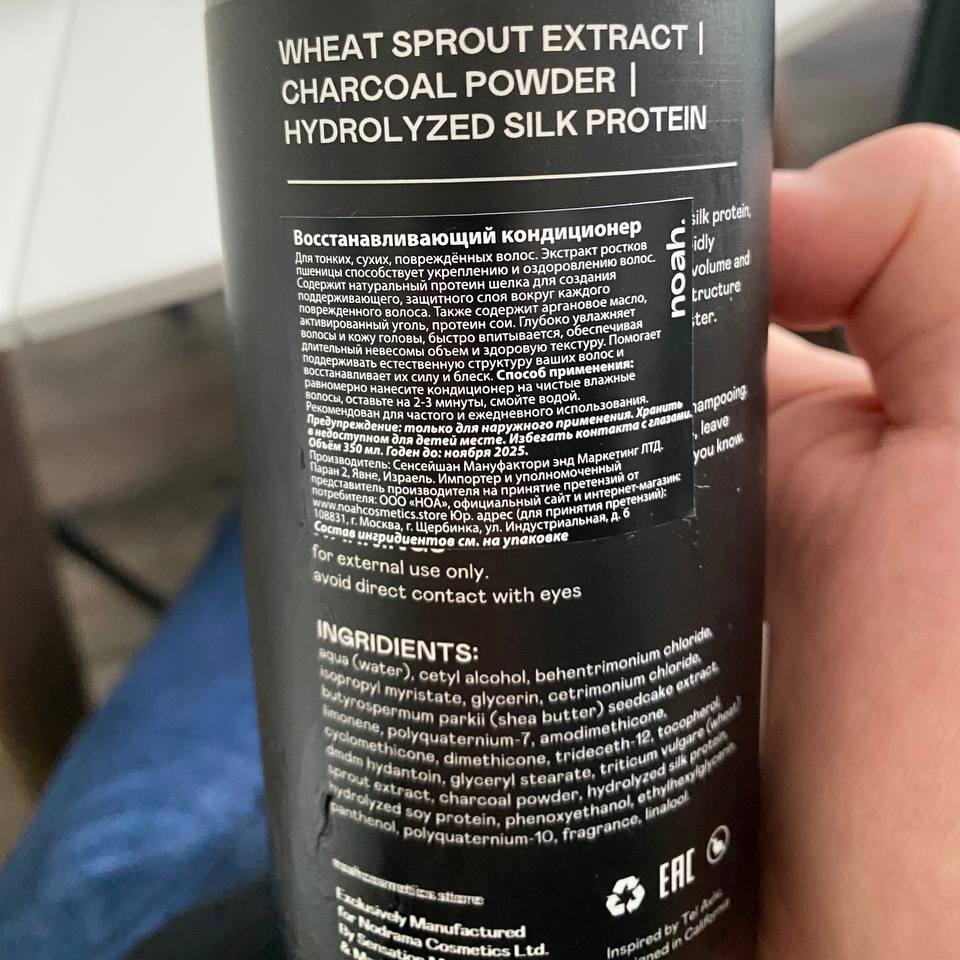 WHEAT SPROUT EXTRACT |
CHARCOAL POWDER |
HYDROLYZED SILK PROTEIN
Восстанавливающий кондиционер
Для тонких, сухих, повреждённых волос. Экстракт ростков
пшеницы способствует укреплению и оздоровлению волос.
Содержит натуральный протеин шелка для создания
поддерживающего, защитного слоя вокруг каждого
поврежденного волоса. Также содержит аргановое масло,
активированный уголь, протеин сои. Глубоко увлажняет
волосы и кожу головы, быстро впитывается, обеспечивая
длительный невесомы объем и здоровую текстуру. Помогает
поддерживать естественную структуру ваших волос и
восстанавливает их силу и блеск. Способ применения:
равномерно нанесите кондиционер на чистые влажные
волосы, оставьте на 2-3 минуты, смойте водой.
Рекомендован для частого и ежедневного использования.
Предупреждение: только для наружного применения. Хранить
в недоступном для детей месте. Избегать контакта с глазами.
Объём 350 мл. Годен до: ноября 2025.
Производитель: Сенсейшан Мануфактори энд Маркетинг ЛТД.
Паран 2, Явне, Израель. Импортер и уполномоченный
представитель производителя на принятие претензий от
потребителя: ООО «НОА», официальный сайт и интернет-магазин:
www.noahcosmetics.store Юр. адрес (для принятия претензий):
108831, г. Москва, г. Щербинка, ул. Индустриальная, д. 6
Состав ингридиентов см. на упаковке
noah.
silk protein,
volume and
leave
you know.
for external use only.
avoid direct contact with eyes
INGRIDIENTS:
aqua (water), cetyl alcohol, behentrimonium chloride,
isopropyl myristate, glycerin, cetrimonium chloride,
butyrospermum parkii (shea butter) seedcake extract,
limonene, polyquaternium-7, amodimethicone,
cyclomethicone, dimethicone, trideceth-12, tocopherol,
dmdm hydantoin, glyceryl stearate, triticum vulgare (wheat)
sprout extract, charcoal powder, hydrolyzed silk protein,
hydrolyzed soy protein, phenoxyethanol, ethylhexylglycerin,
panthenol, polyquaternium-10, fragrance, linalool.
noahcosmetics.store
Exclusively Manufactured
for Nodrama Cosmetics Ltd.
By Sensation
EAC
Inspired by Tel Aviv,
in California